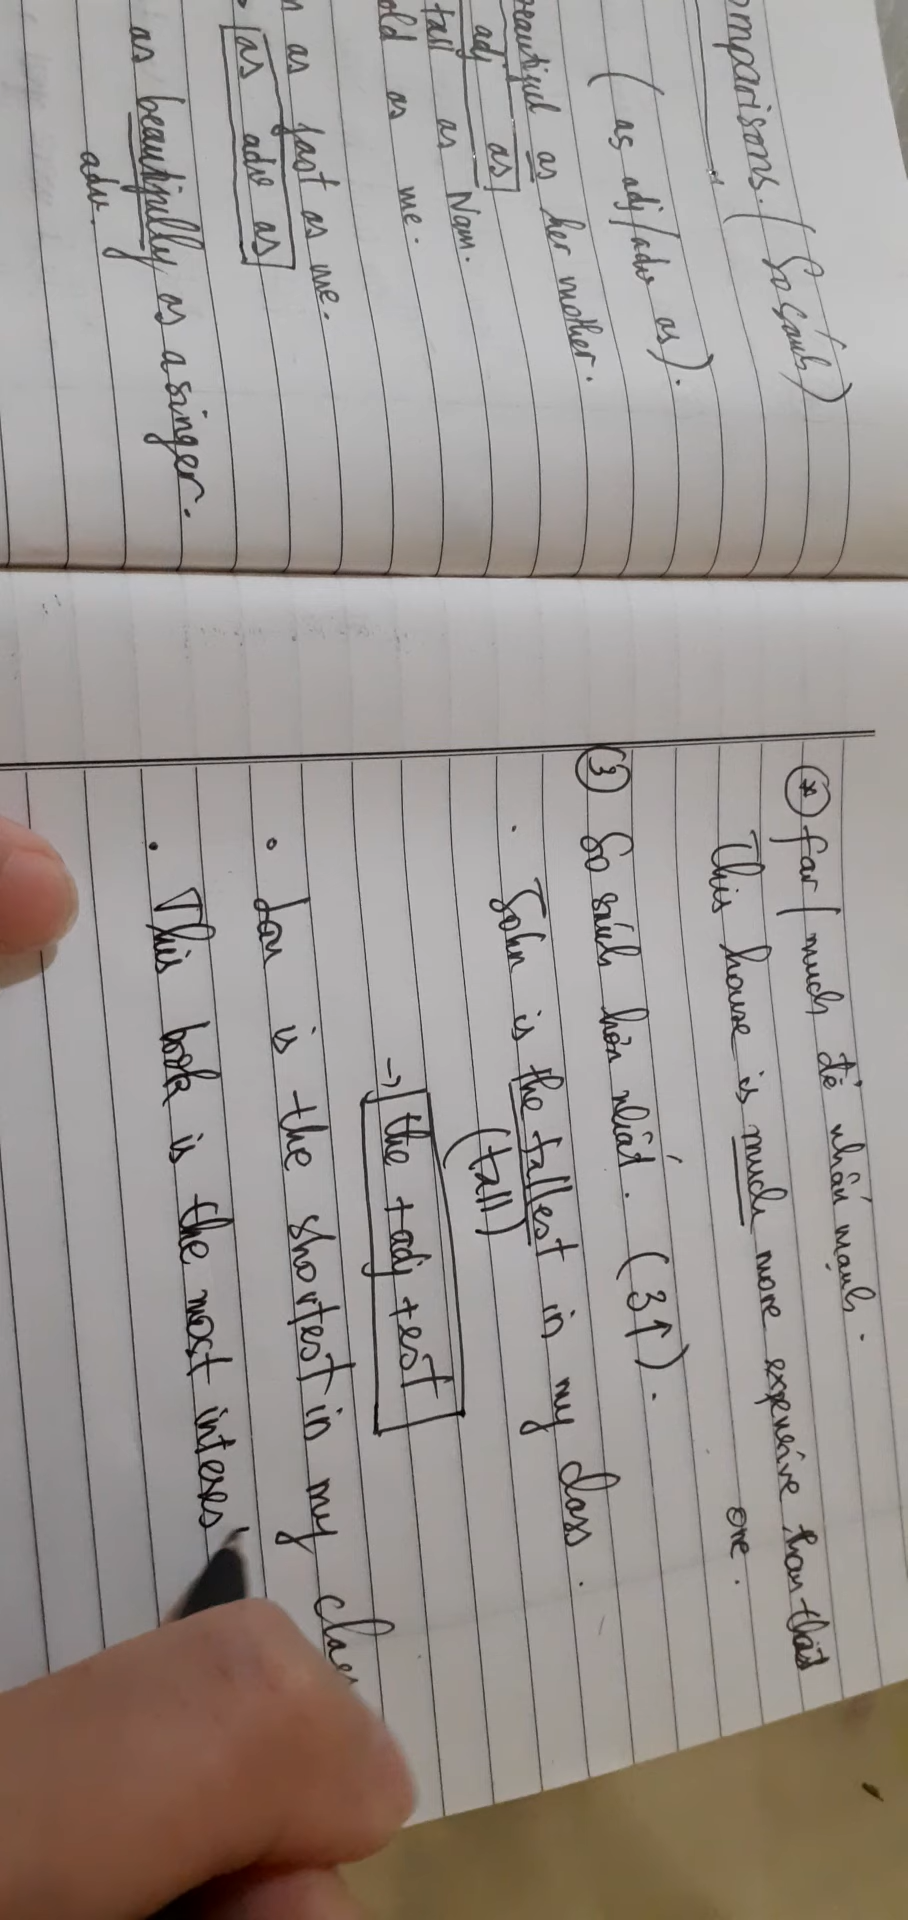 omparisons. (So sánh)
(as adj/adv as).
beautiful as her mother.
adj as
tall as Nam.
old as me.
as fast as me.
as adv as
as beautifully as a singer.
adv.
(*) far / much để nhấn mạnh.
This house is much more expensive than that
one.
(3) So sánh hơn nhất. (3↑).
. John is the tallest in my class.
(tall)
→ the + adj + est
. Lan is the shortest in my clas
. This book is the most interes